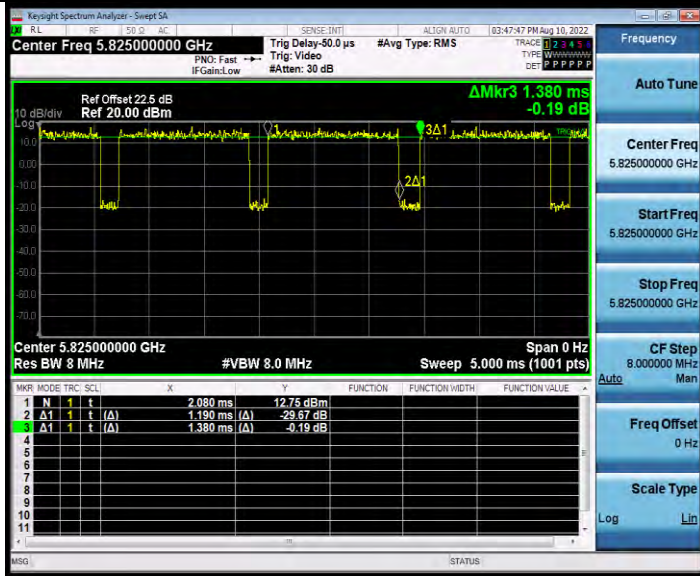 Keysight Spectrum Analyzer - Swept SA
RL RF 50 Ω AC SENSE:INT ALIGN AUTO 03:47:47 PM Aug 10, 2022
Center Freq 5.825000000 GHz
Trig Delay-50.0 µs #Avg Type: RMS
TRACE 1 2 3 4 5 6
PNO: Fast
Trig: Video
TYPE WWWWWW
IFGain:Low
#Atten: 30 dB
DET P P P P P P
ΔMkr3 1.380 ms
-0.19 dB
Ref Offset 22.5 dB
10 dB/div Ref 20.00 dBm
Log
10.0
0.00
-10.0
-20.0
-30.0
-40.0
-50.0
-60.0
-70.0
1
3Δ1
2Δ1
Center 5.825000000 GHz Span 0 Hz
Res BW 8 MHz #VBW 8.0 MHz Sweep 5.000 ms (1001 pts)
MKR MODE TRC SCL X Y FUNCTION FUNCTION WIDTH FUNCTION VALUE
1 N 1 t 2.080 ms 12.75 dBm
2 Δ1 1 t (Δ) 1.190 ms (Δ) -29.67 dB
3 Δ1 1 t (Δ) 1.380 ms (Δ) -0.19 dB
4
5
6
7
8
9
10
11
MSG STATUS
Frequency
Auto Tune
Center Freq
5.825000000 GHz
Start Freq
5.825000000 GHz
Stop Freq
5.825000000 GHz
CF Step
8.000000 MHz
Auto Man
Freq Offset
0 Hz
Scale Type
Log Lin